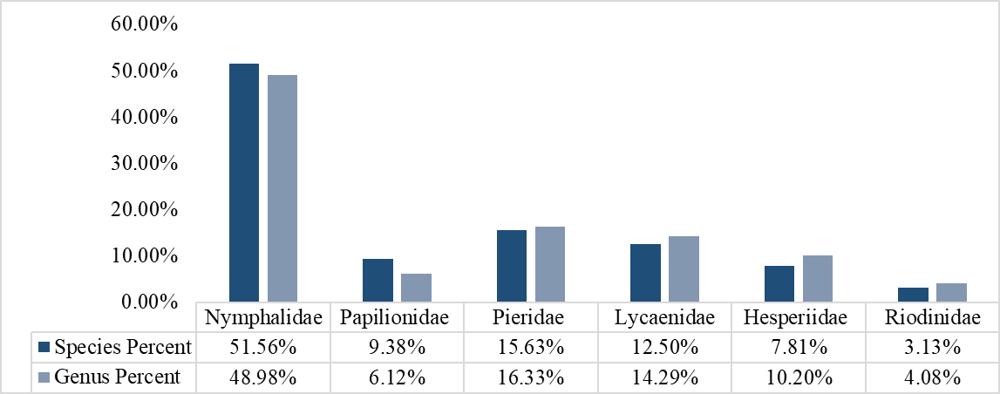 60.00%
50.00%
40.00%
30.00%
20.00%
10.00%
0.00%
Nymphalidae Papilionidae Pieridae Lycaenidae Hesperiidae Riodinidae
Species Percent 51.56% 9.38% 15.63% 12.50% 7.81% 3.13%
Genus Percent 48.98% 6.12% 16.33% 14.29% 10.20% 4.08%